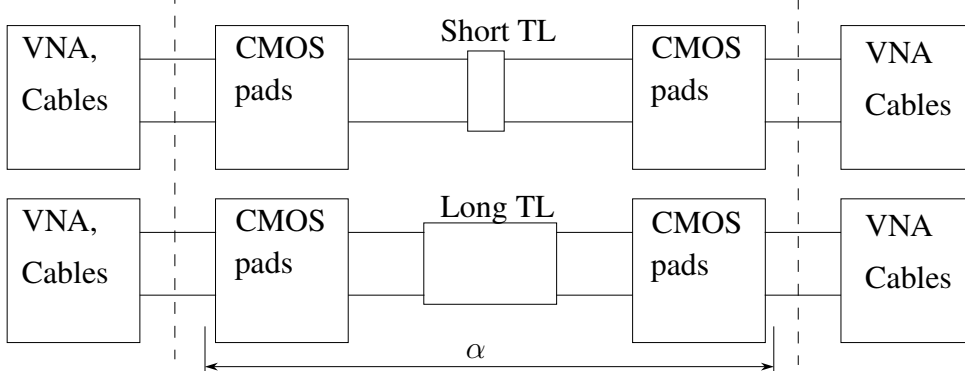 Short TL
VNA,
Cables
CMOS
pads
CMOS
pads
VNA
Cables
Long TL
VNA,
Cables
CMOS
pads
CMOS
pads
VNA
Cables
α